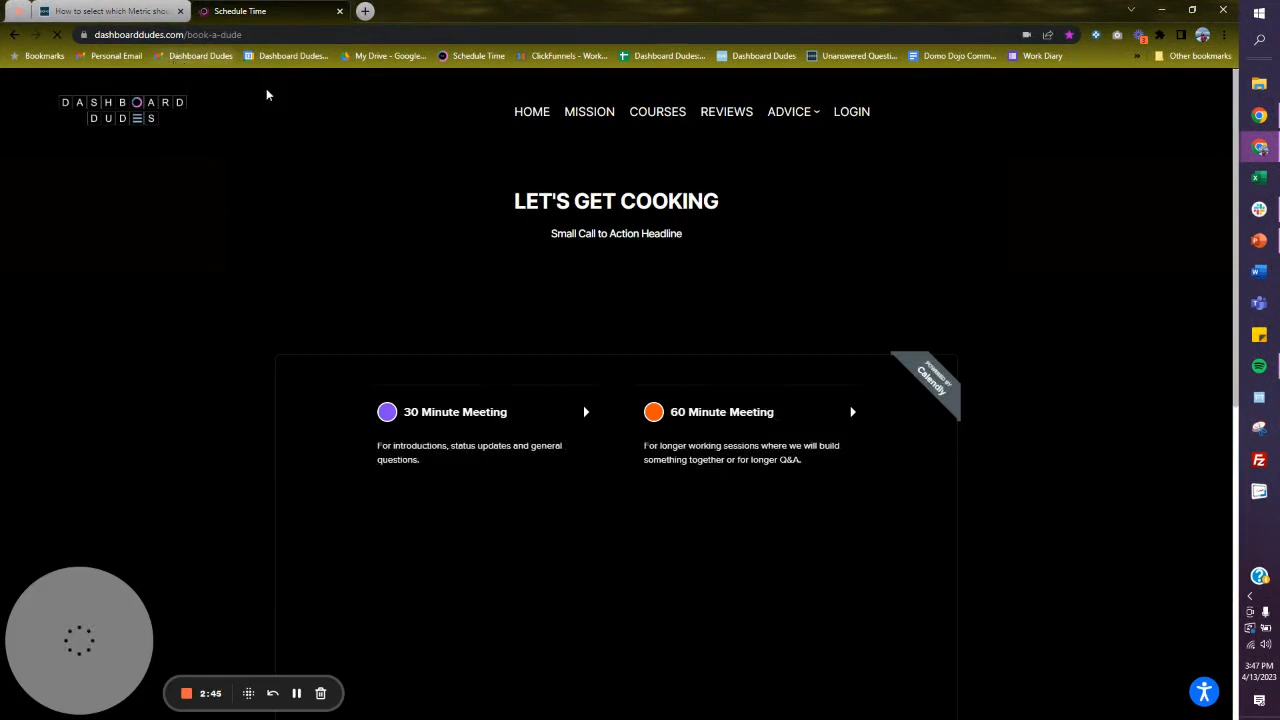 How to select which Metric shou
Schedule Time
dashboarddudes.com/book-a-dude
Bookmarks
Personal Email
Dashboard Dudes
Dashboard Dudes...
My Drive - Google...
Schedule Time
ClickFunnels - Work...
Dashboard Dudes:...
Dashboard Dudes
Unanswered Questi...
Domo Dojo Comm...
Work Diary
»
Other bookmarks
DASHBOARD
DUDES
HOME
MISSION
COURSES
REVIEWS
ADVICE
LOGIN
LET'S GET COOKING
Small Call to Action Headline
POWERED BY
Calendly
30 Minute Meeting
For introductions, status updates and general
questions.
60 Minute Meeting
For longer working sessions where we will build
something together or for longer Q&A.
2:45
3:47 PM
4/13/2023